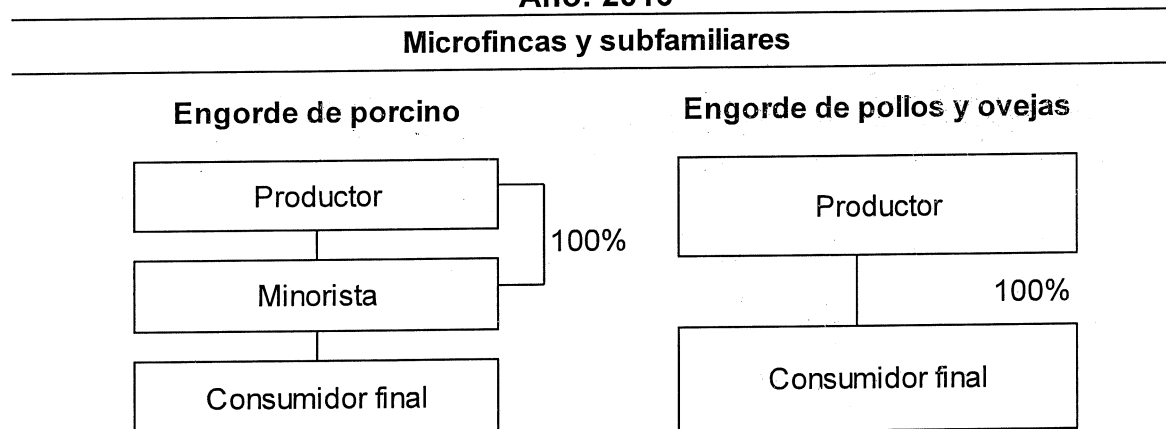 Microfincas y subfamiliares
Engorde de porcino
Productor
100%
Minorista
Consumidor final
Engorde de pollos y ovejas
Productor
100%
Consumidor final